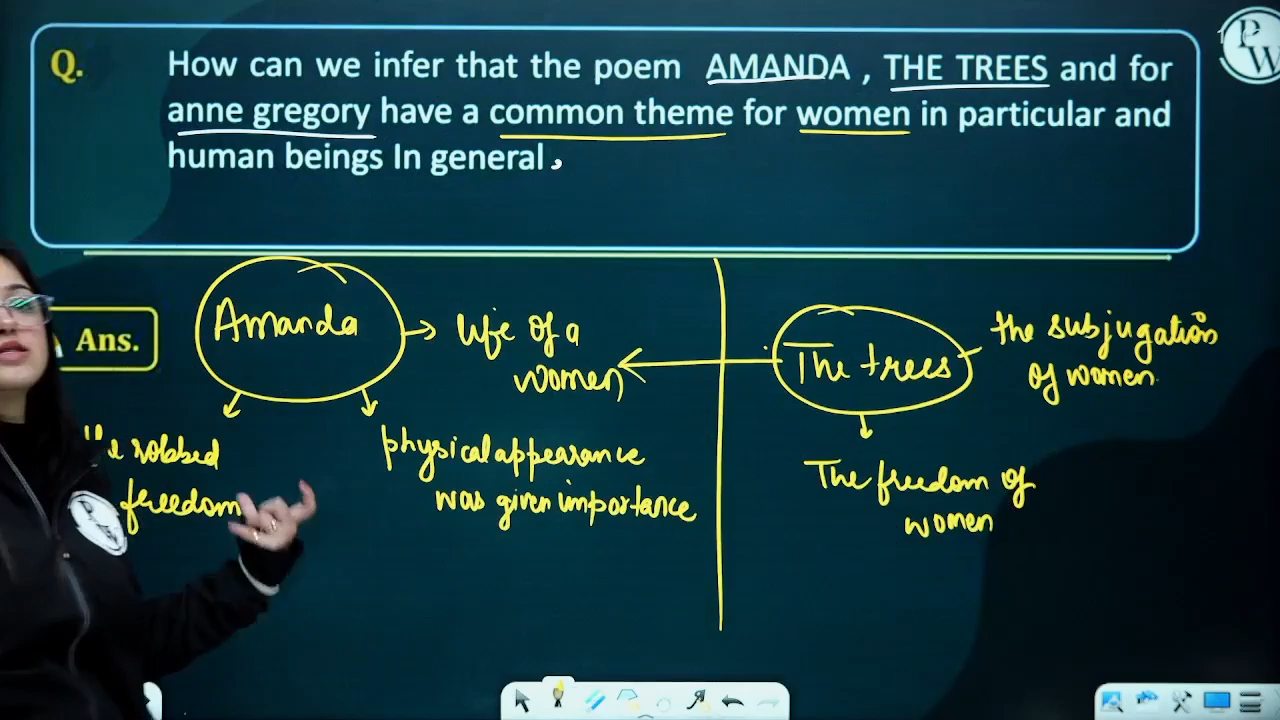 Q. How can we infer that the poem AMANDA , THE TREES and for
anne gregory have a common theme for women in particular and
human beings In general,
PW
Ans.
Amanda
life of a
women
The trees
the subjugation
of women
robbed
freedom
physical appearance
was given importance
The freedom of
women